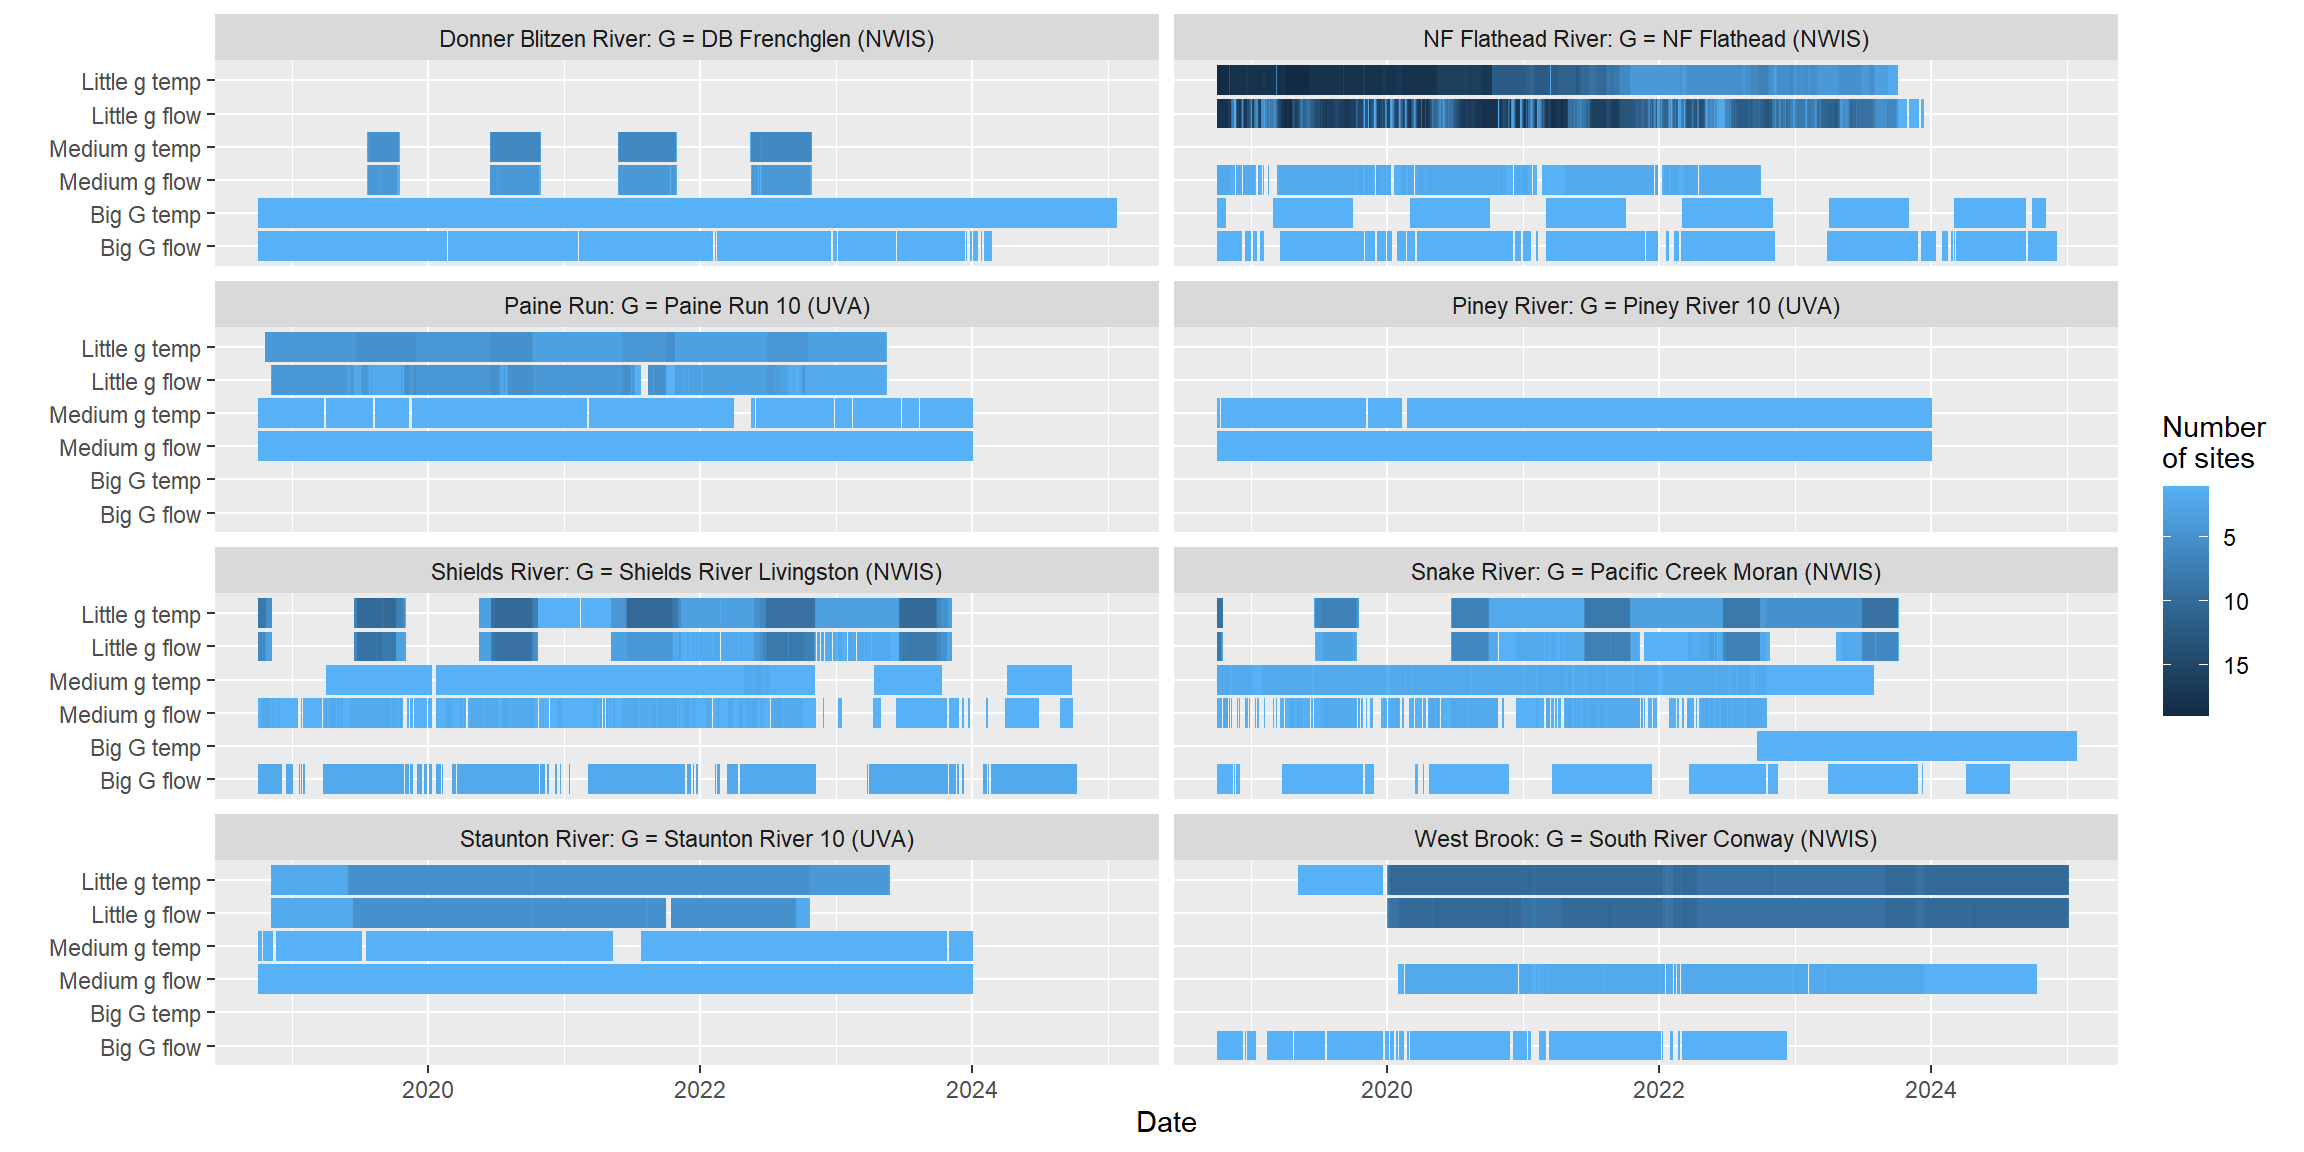 Donner Blitzen River: G = DB Frenchglen (NWIS)
NF Flathead River: G = NF Flathead (NWIS)
Little g temp
Little g flow
Medium g temp
Medium g flow
Big G temp
Big G flow
Paine Run: G = Paine Run 10 (UVA)
Piney River: G = Piney River 10 (UVA)
Little g temp
Little g flow
Medium g temp
Medium g flow
Big G temp
Big G flow
Shields River: G = Shields River Livingston (NWIS)
Snake River: G = Pacific Creek Moran (NWIS)
Little g temp
Little g flow
Medium g temp
Medium g flow
Big G temp
Big G flow
Staunton River: G = Staunton River 10 (UVA)
West Brook: G = South River Conway (NWIS)
Little g temp
Little g flow
Medium g temp
Medium g flow
Big G temp
Big G flow
2020
2022
2024
2020
2022
2024
Date
Number
of sites
5
10
15